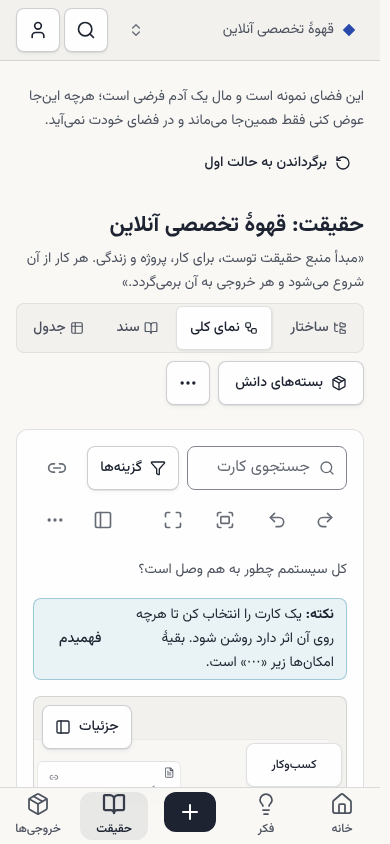 قهوهٔ تخصصی آنلاین
این فضای نمونه است و مال یک آدم فرضی است؛ هرچه این‌جا
عوض کنی فقط همین‌جا می‌ماند و در فضای خودت نمی‌آید.
برگرداندن به حالت اول
حقیقت: قهوهٔ تخصصی آنلاین
«مبدأ منبع حقیقت توست، برای کار، پروژه و زندگی. هر کار از آن
شروع می‌شود و هر خروجی به آن برمی‌گردد.»
ساختار
نمای کلی
سند
جدول
بسته‌های دانش
جستجوی کارت
گزینه‌ها
کل سیستمم چطور به هم وصل است؟
نکته: یک کارت را انتخاب کن تا هرچه
روی آن اثر دارد روشن شود. بقیهٔ
امکان‌ها زیر «···» است.
فهمیدم
جزئیات
کسب‌وکار
خانه
فکر
حقیقت
خروجی‌ها